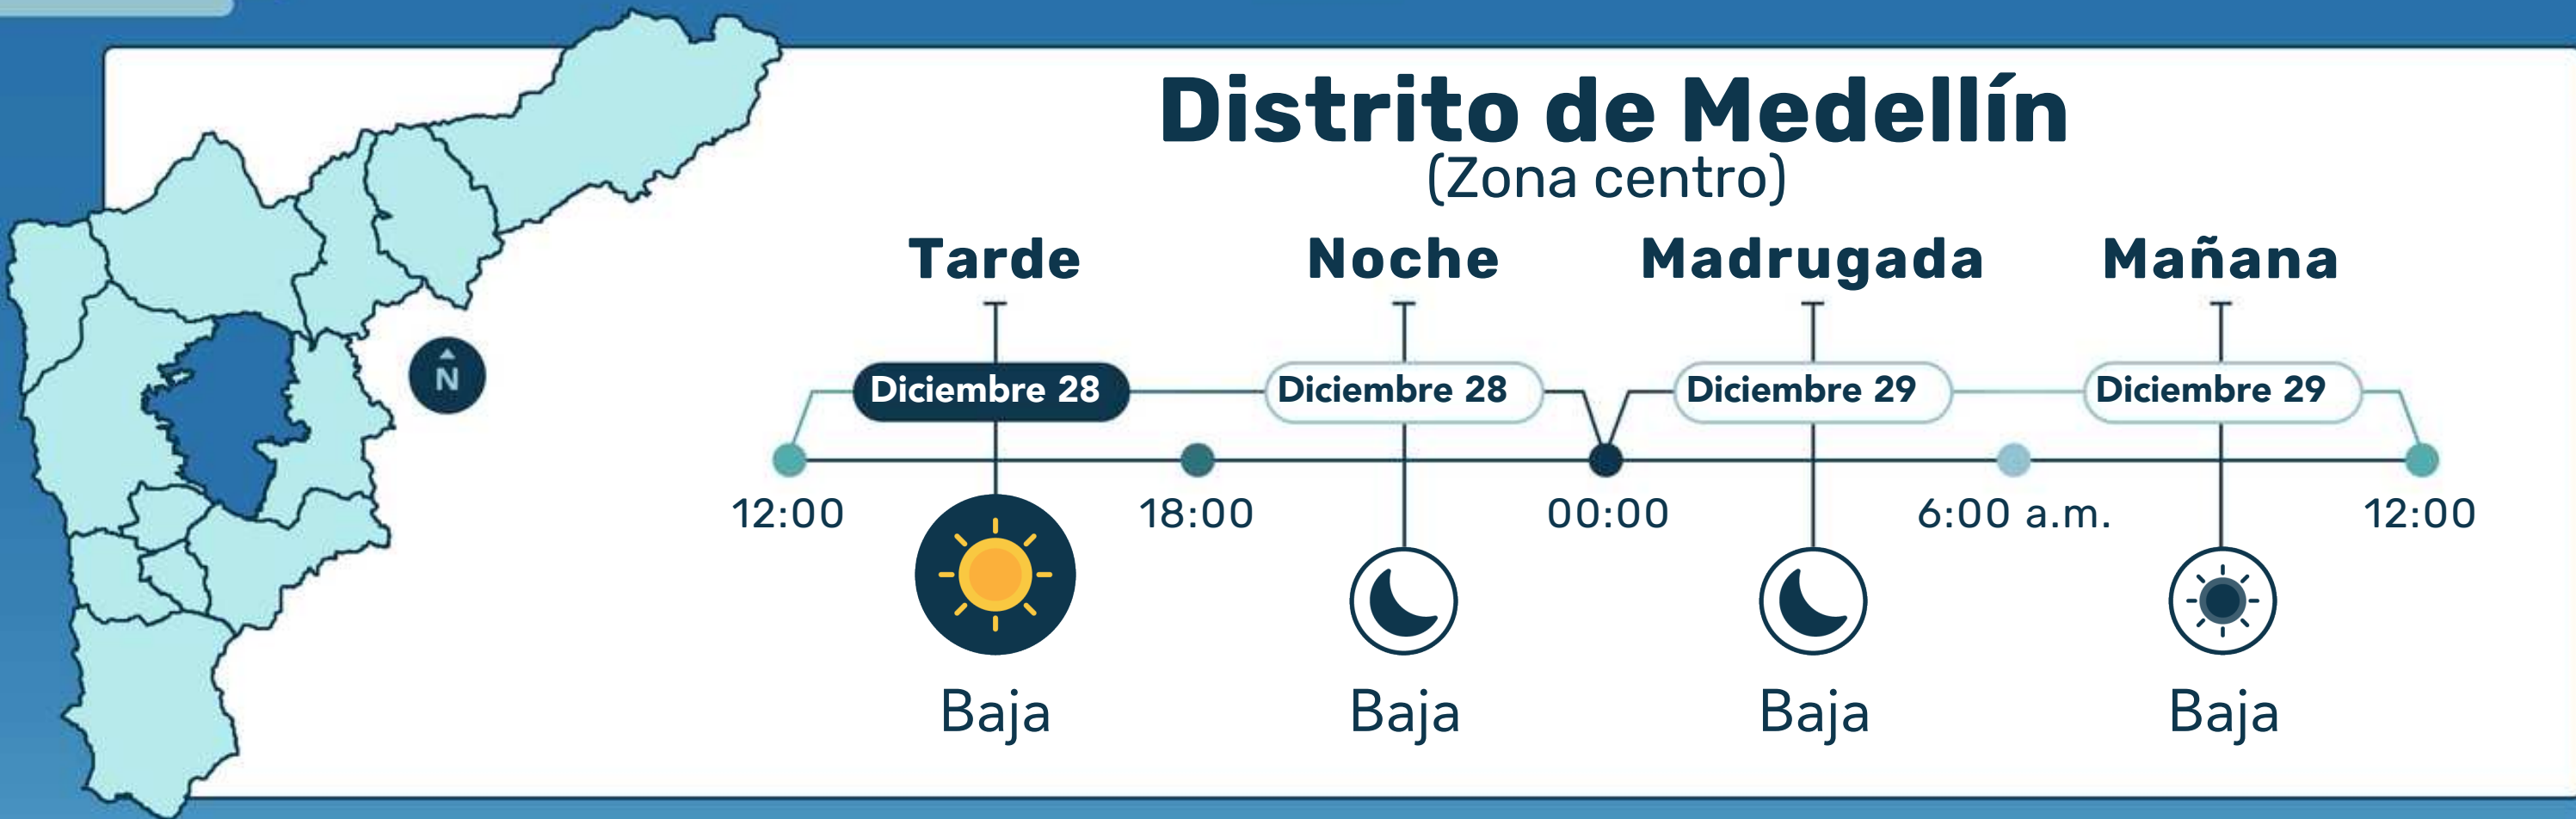 Distrito de Medellín
(Zona centro)
Tarde Noche Madrugada Mañana
N
Diciembre 28 Diciembre 28 Diciembre 29 Diciembre 29
12:00 18:00 00:00 6:00 a.m. 12:00
Baja Baja Baja Baja